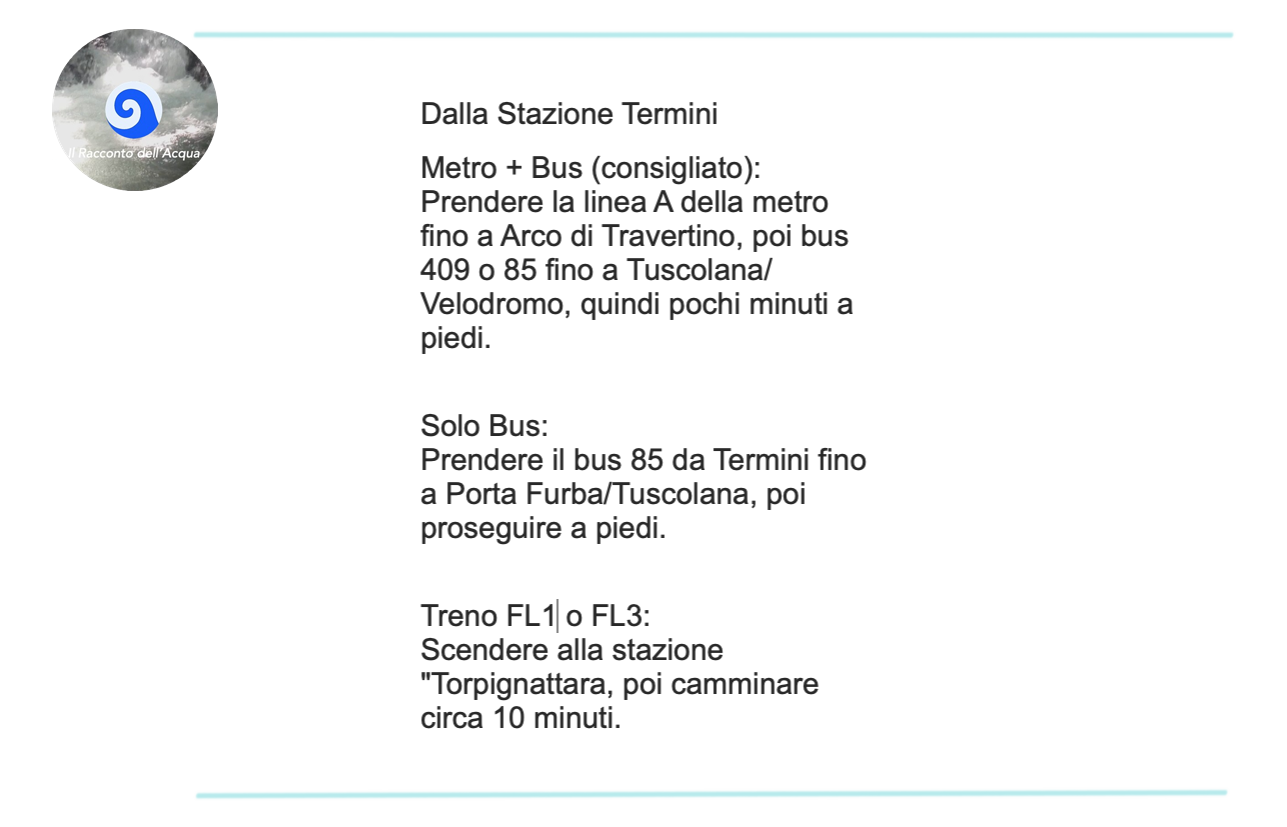 Il Racconto dell'Acqua
Dalla Stazione Termini
Metro + Bus (consigliato):
Prendere la linea A della metro
fino a Arco di Travertino, poi bus
409 o 85 fino a Tuscolana/
Velodromo, quindi pochi minuti a
piedi.
Solo Bus:
Prendere il bus 85 da Termini fino
a Porta Furba/Tuscolana, poi
proseguire a piedi.
Treno FL1 o FL3:
Scendere alla stazione
"Torpignattara, poi camminare
circa 10 minuti.